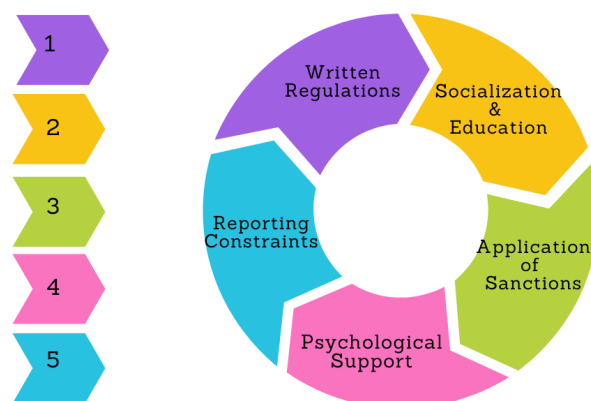 1
2
3
4
5
Written
Regulations
Socialization
&
Education
Application
of
Sanctions
Psychological
Support
Reporting
Constraints